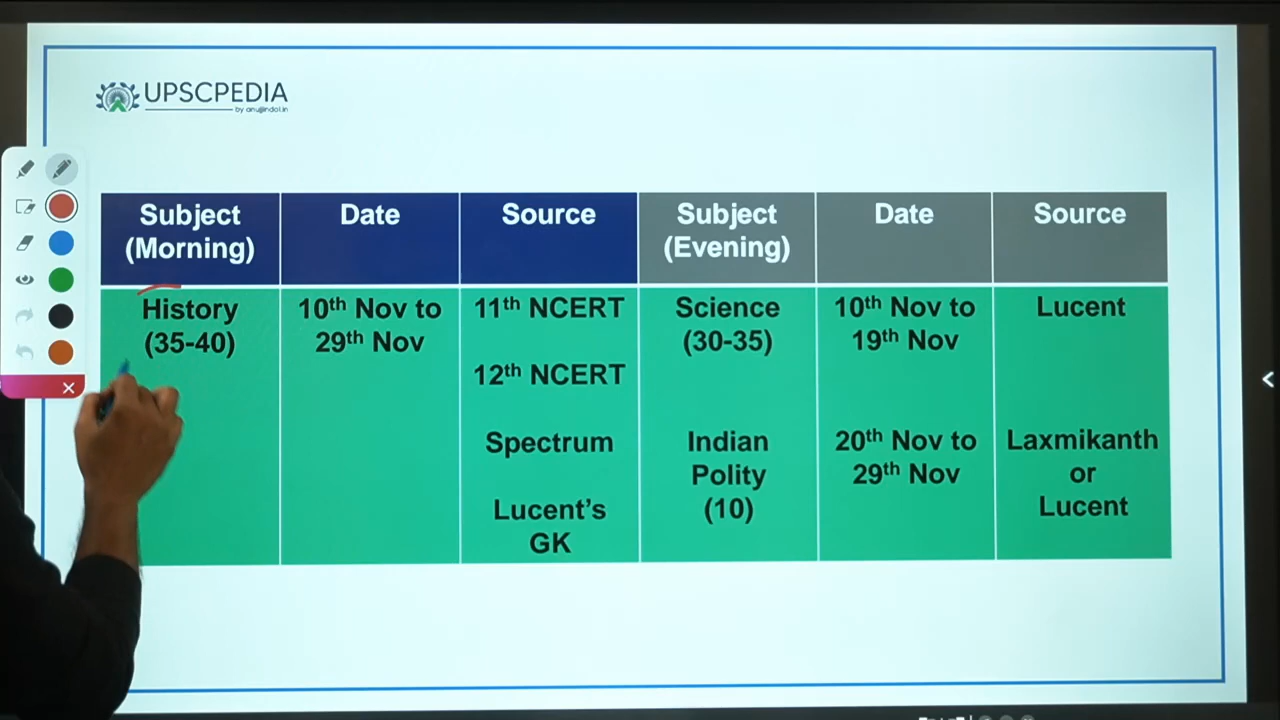 UPSCPEDIA
by anujjindol.in
Subject
(Morning)
Date
Source
Subject
(Evening)
Date
Source
History
(35-40)
10th Nov to
29th Nov
11th NCERT
12th NCERT
Spectrum
Lucent's
GK
Science
(30-35)
10th Nov to
19th Nov
Lucent
Indian
Polity
(10)
20th Nov to
29th Nov
Laxmikanth
or
Lucent